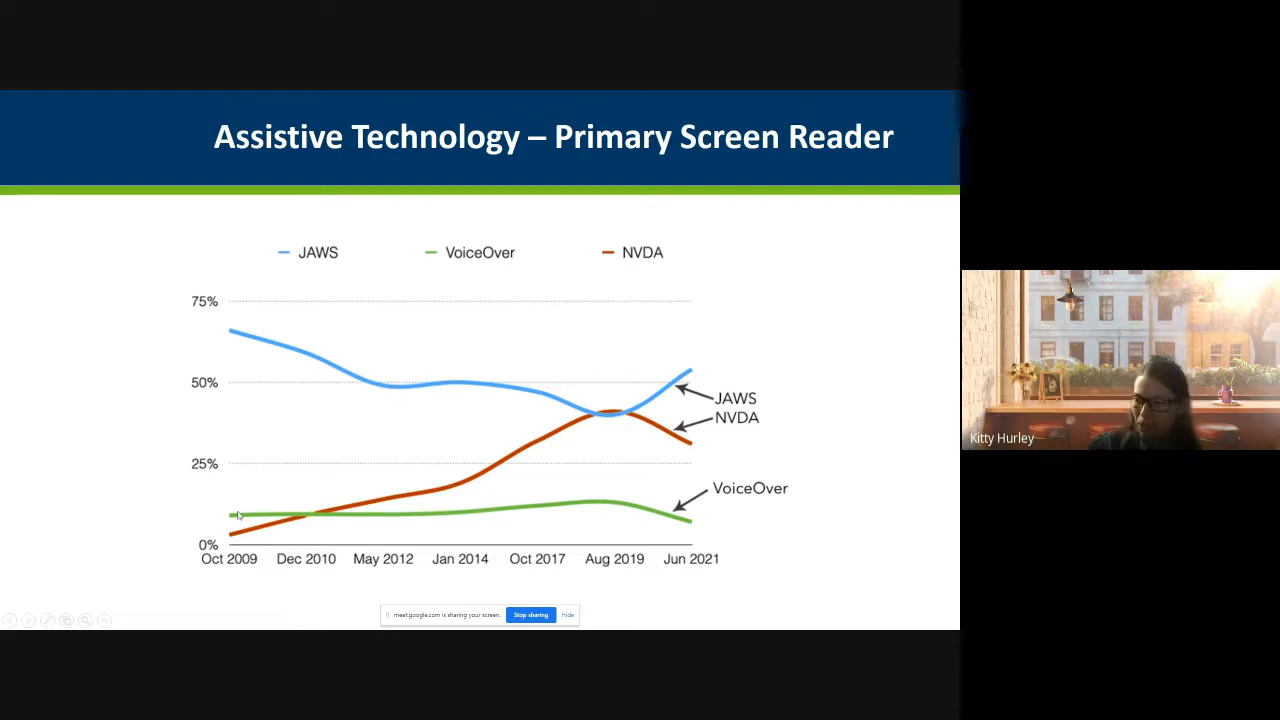 Assistive Technology – Primary Screen Reader
JAWS VoiceOver NVDA
75%
50%
25%
0%
JAWS
NVDA
VoiceOver
Oct 2009 Dec 2010 May 2012 Jan 2014 Oct 2017 Aug 2019 Jun 2021
meet.google.com is sharing your screen. Stop sharing Hide
Kitty Hurley